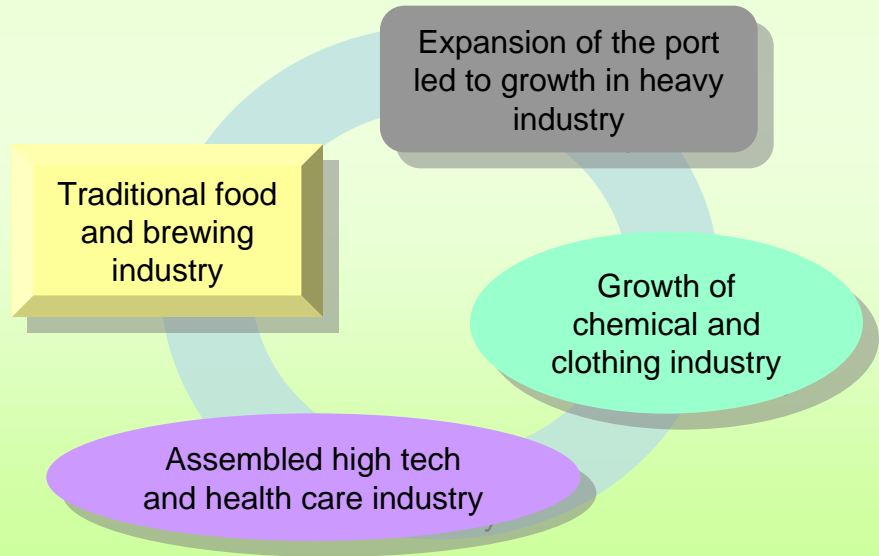 Expansion of the port
led to growth in heavy
industry
Traditional food
and brewing
industry
Growth of
chemical and
clothing industry
Assembled high tech
and health care industry